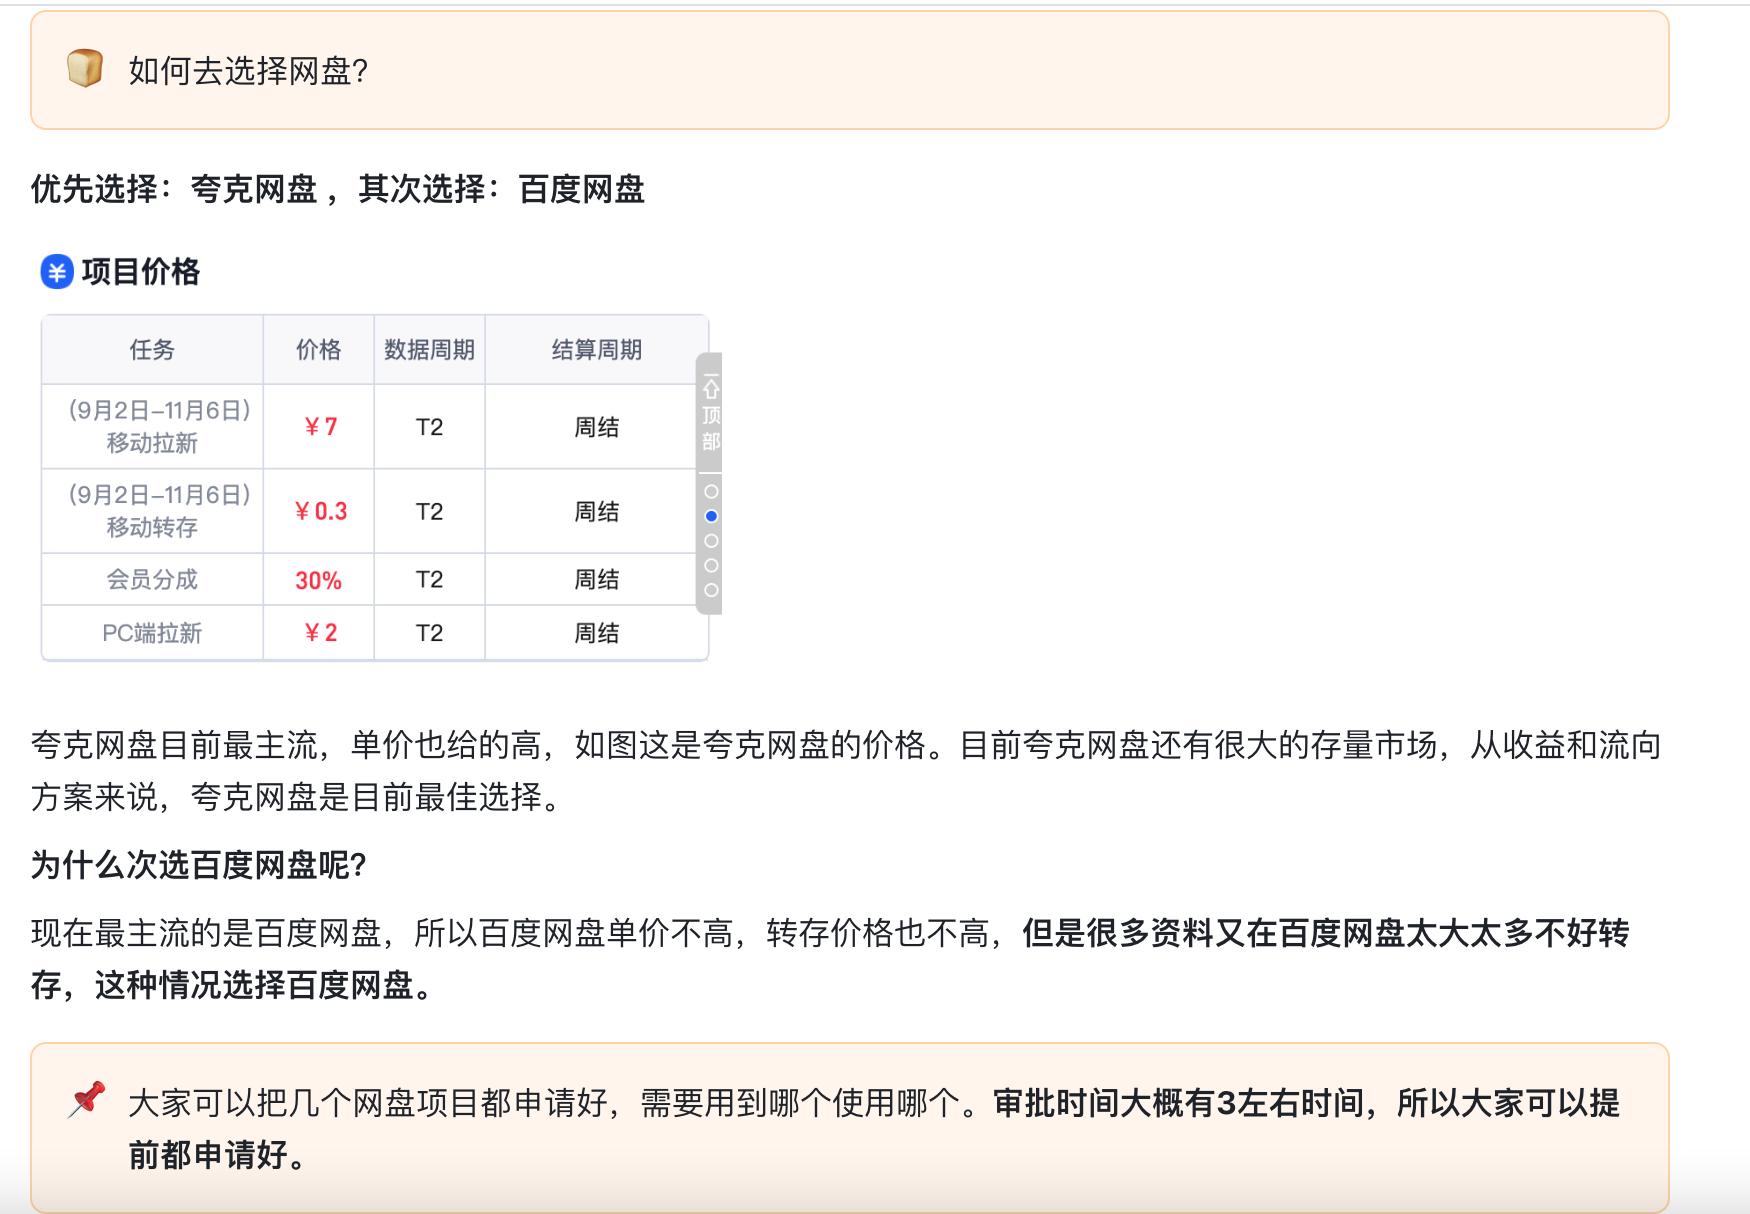 如何去选择网盘?
优先选择：夸克网盘，其次选择：百度网盘
¥ 项目价格
任务 价格 数据周期 结算周期
(9月2日-11月6日) 移动拉新 ¥7 T2 周结
(9月2日-11月6日) 移动转存 ¥0.3 T2 周结
会员分成 30% T2 周结
PC端拉新 ¥2 T2 周结
顶部
夸克网盘目前最主流，单价也给的高，如图这是夸克网盘的价格。目前夸克网盘还有很大的存量市场，从收益和流向
方案来说，夸克网盘是目前最佳选择。
为什么次选百度网盘呢?
现在最主流的是百度网盘，所以百度网盘单价不高，转存价格也不高，但是很多资料又在百度网盘太大太多不好转
存，这种情况选择百度网盘。
大家可以把几个网盘项目都申请好，需要用到哪个使用哪个。审批时间大概有3左右时间，所以大家可以提
前都申请好。